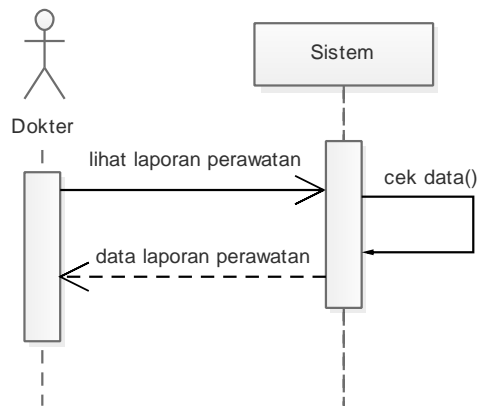 Sistem
Dokter
lihat laporan perawatan
cek data()
data laporan perawatan